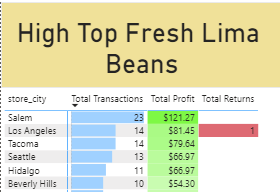 High Top Fresh Lima
Beans
store_city Total Transactions Total Profit Total Returns
Salem 23 $121.27
Los Angeles 14 $81.45 1
Tacoma 14 $79.64
Seattle 13 $66.97
Hidalgo 11 $66.97
Beverly Hills 10 $54.30